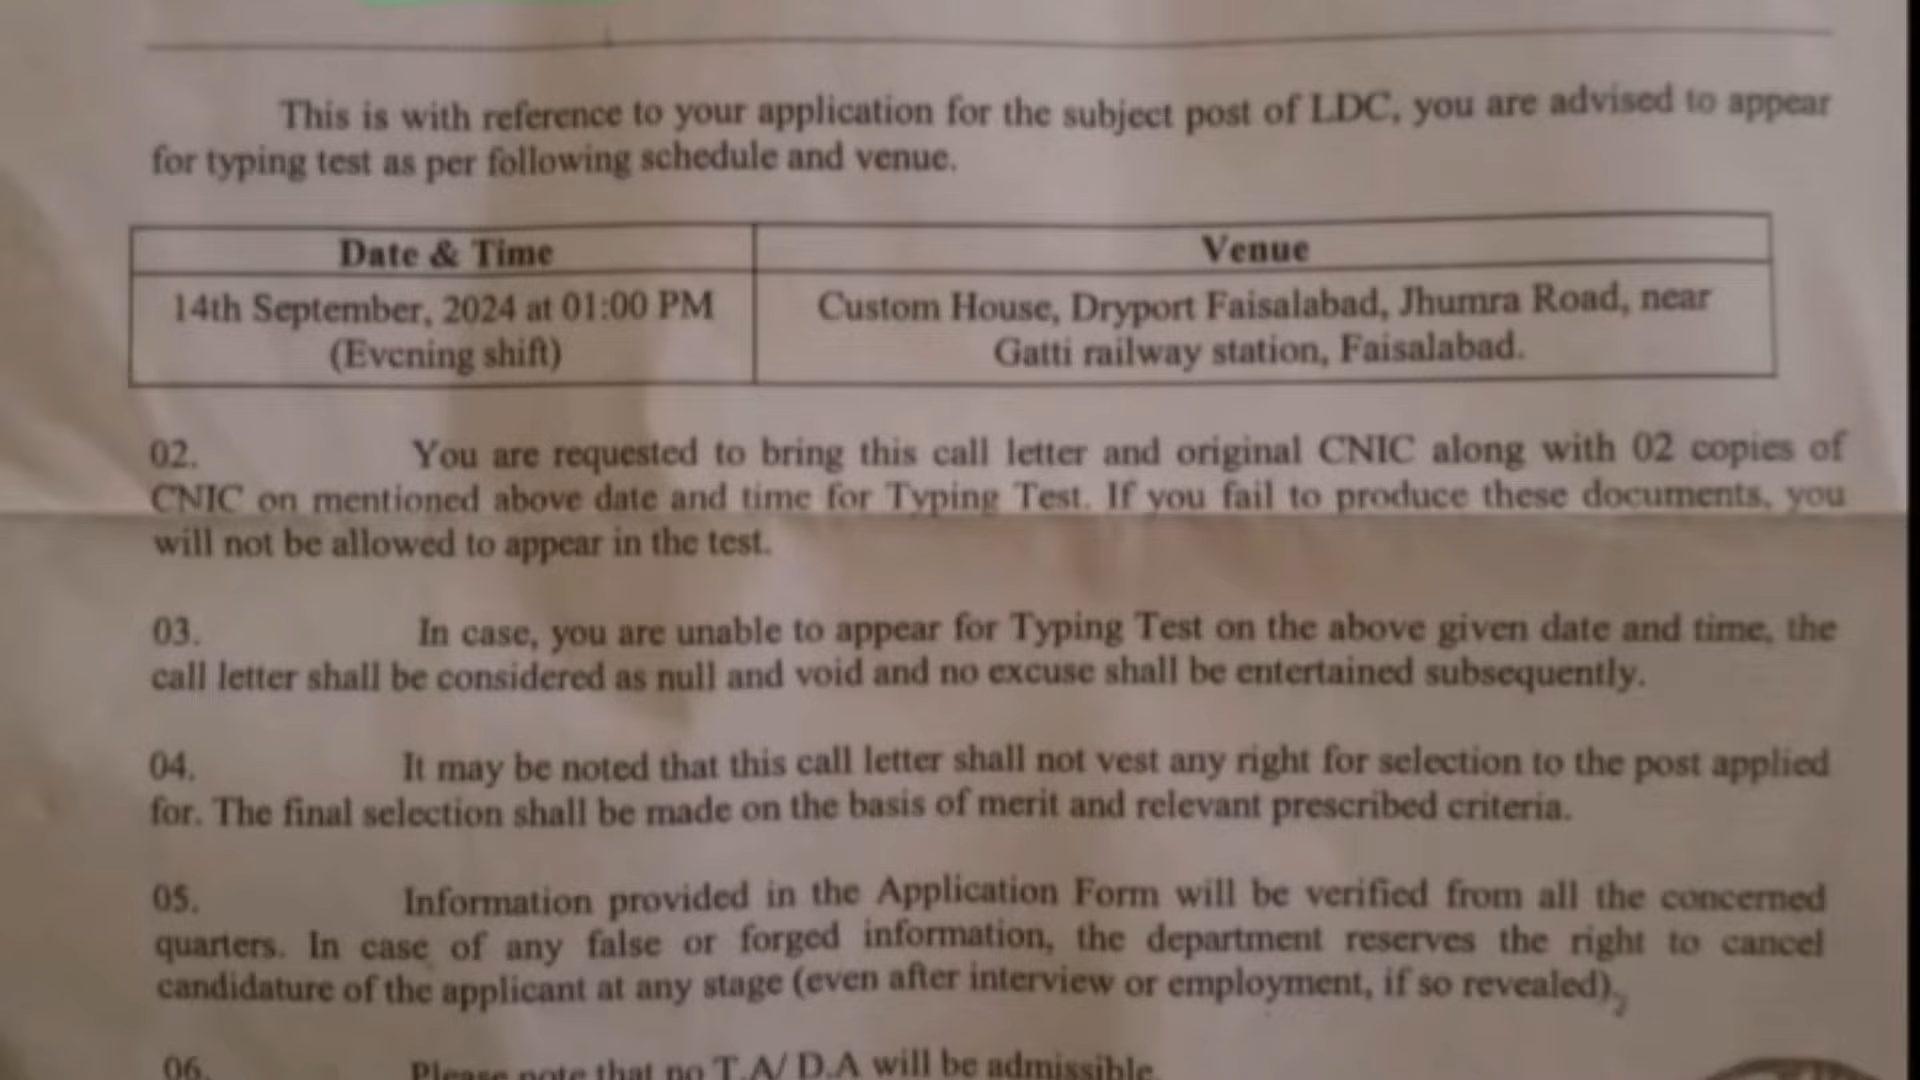 This is with reference to your application for the subject post of LDC, you are advised to appear
for typing test as per following schedule and venue.
Date & Time
Venue
14th September, 2024 at 01:00 PM
(Evening shift)
Custom House, Dryport Faisalabad, Jhumra Road, near
Gatti railway station, Faisalabad.
02. You are requested to bring this call letter and original CNIC along with 02 copies of
CNIC on mentioned above date and time for Typing Test. If you fail to produce these documents, you
will not be allowed to appear in the test.
03. In case, you are unable to appear for Typing Test on the above given date and time, the
call letter shall be considered as null and void and no excuse shall be entertained subsequently.
04. It may be noted that this call letter shall not vest any right for selection to the post applied
for. The final selection shall be made on the basis of merit and relevant prescribed criteria.
05. Information provided in the Application Form will be verified from all the concerned
quarters. In case of any false or forged information, the department reserves the right to cancel
candidature of the applicant at any stage (even after interview or employment, if so revealed).
06. Please note that no T.A/ D.A will be admissible.